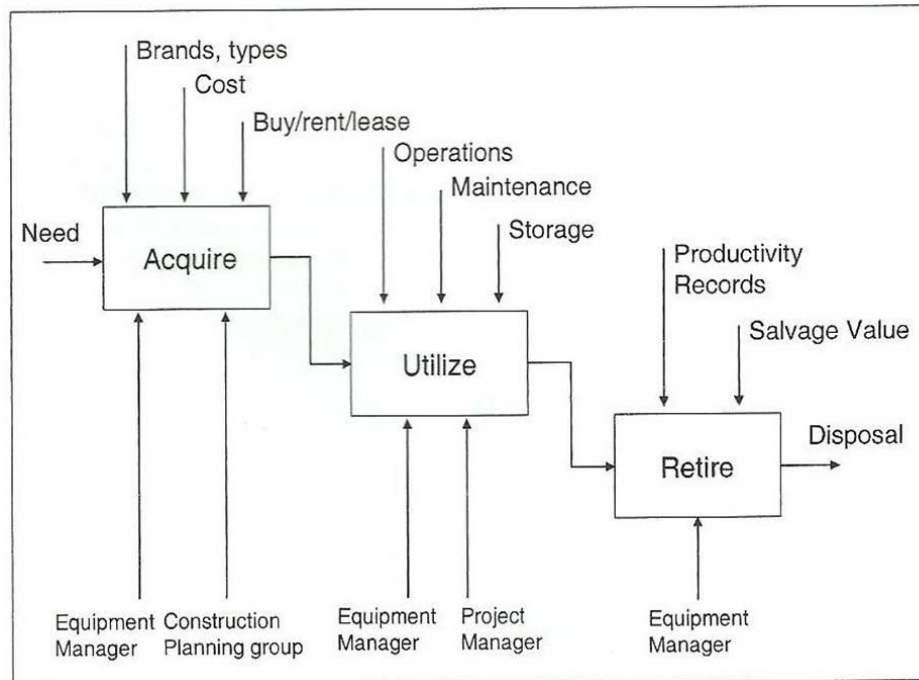 Brands, types
Cost
Buy/rent/lease
Operations
Maintenance
Storage
Need
Acquire
Productivity
Records
Salvage Value
Utilize
Disposal
Retire
Equipment
Manager
Construction
Planning group
Equipment
Manager
Project
Manager
Equipment
Manager